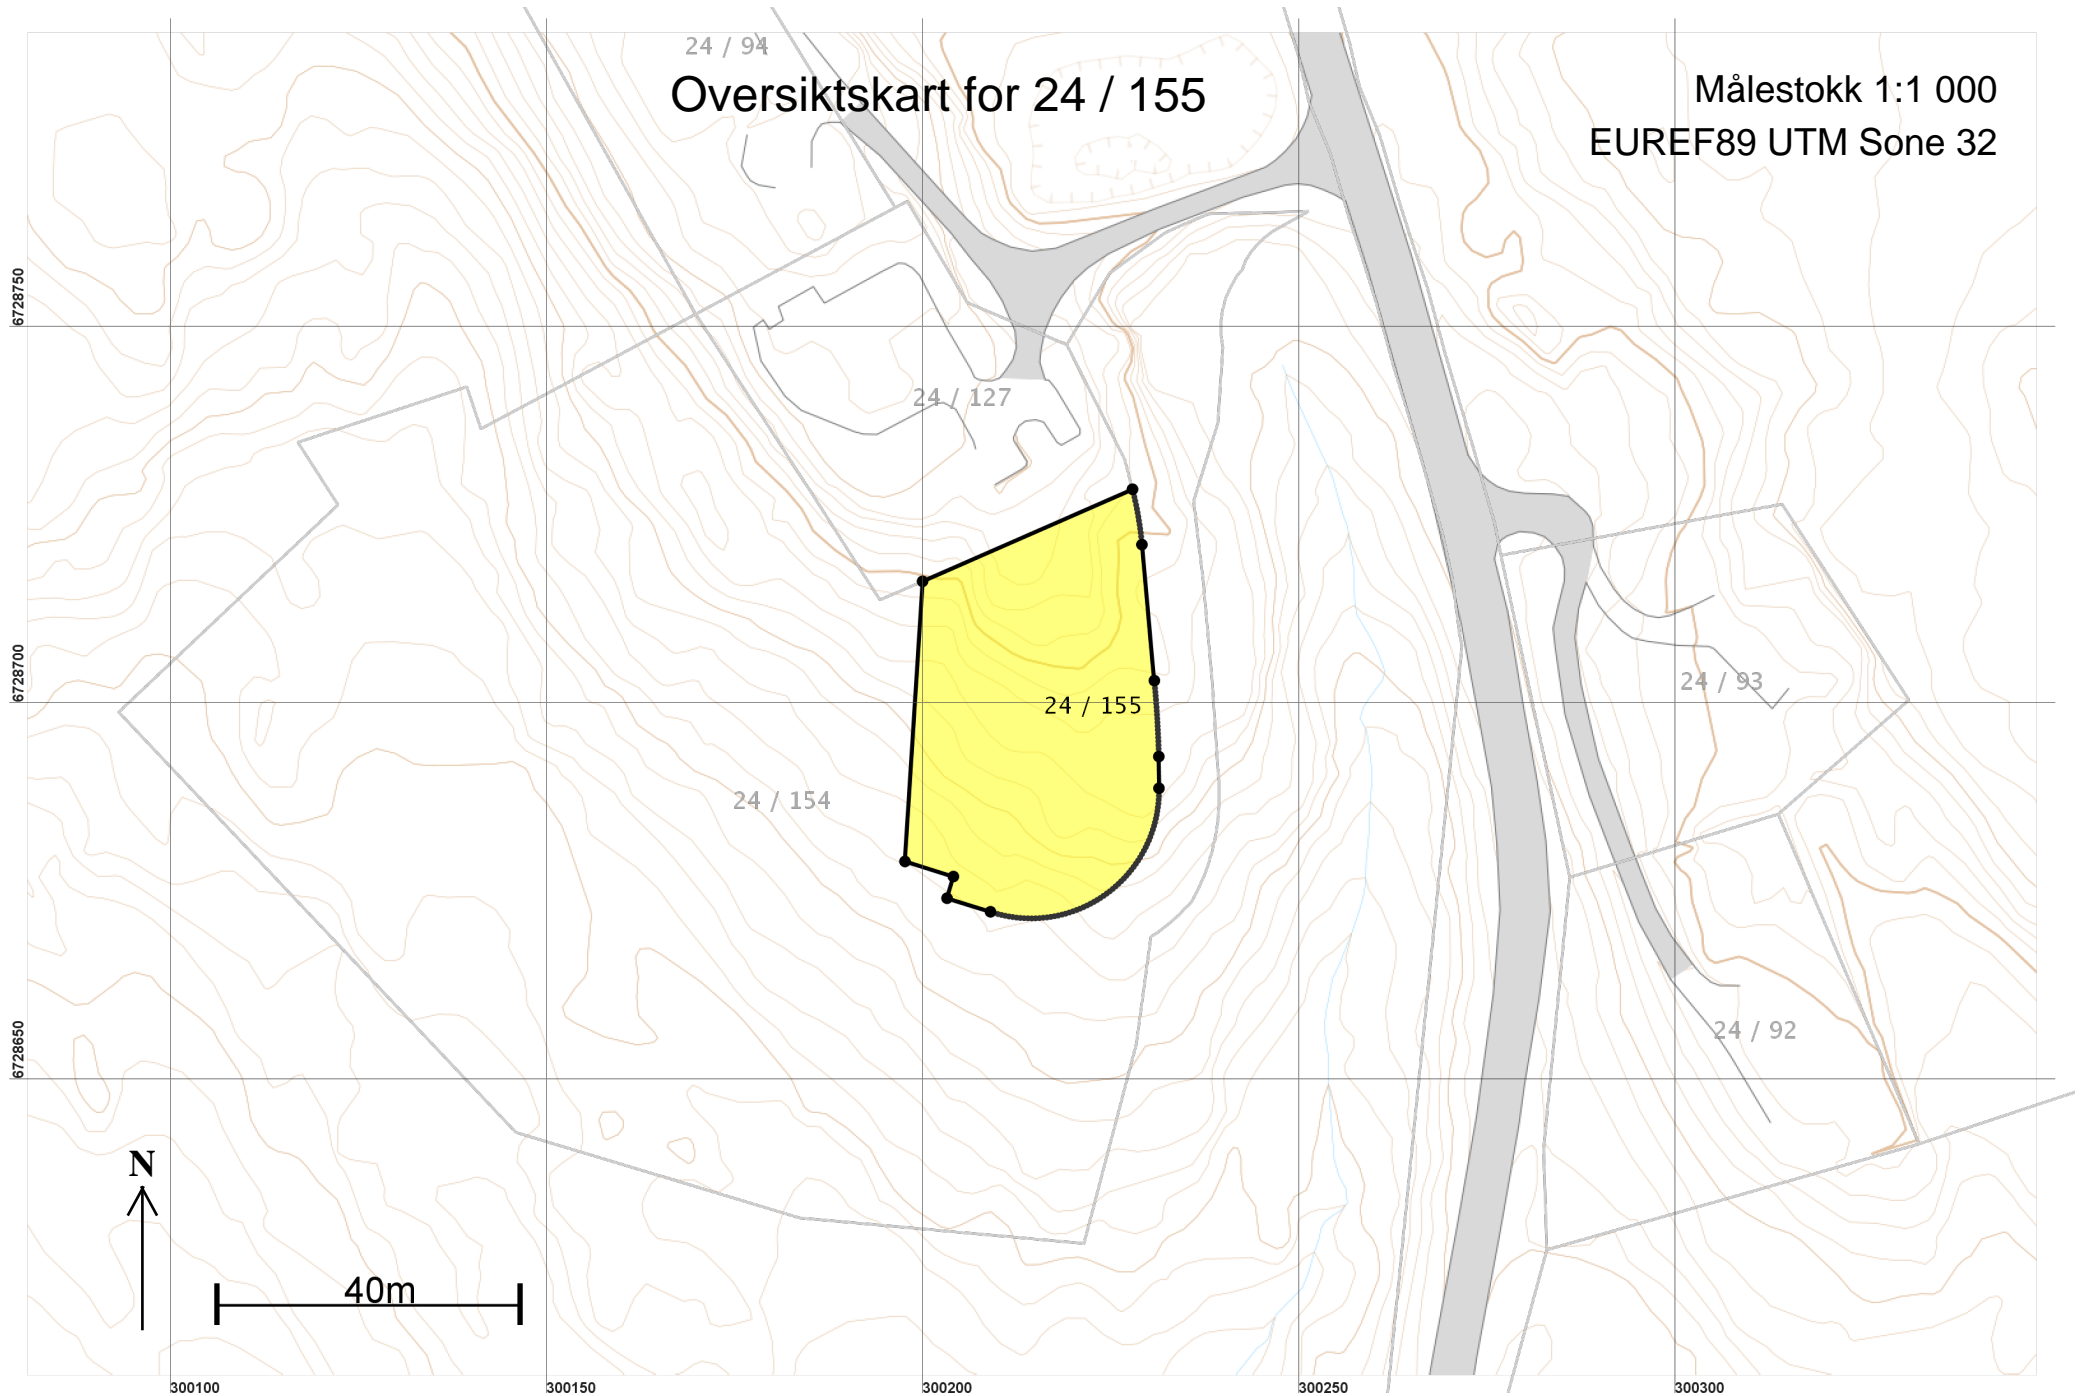 24 / 94
Oversiktskart for 24 / 155
Målestokk 1:1 000
EUREF89 UTM Sone 32
6728750
24 / 127
6728700
24 / 93
24 / 155
24 / 154
6728650
24 / 92
N
40m
300100
300150
300200
300250
300300